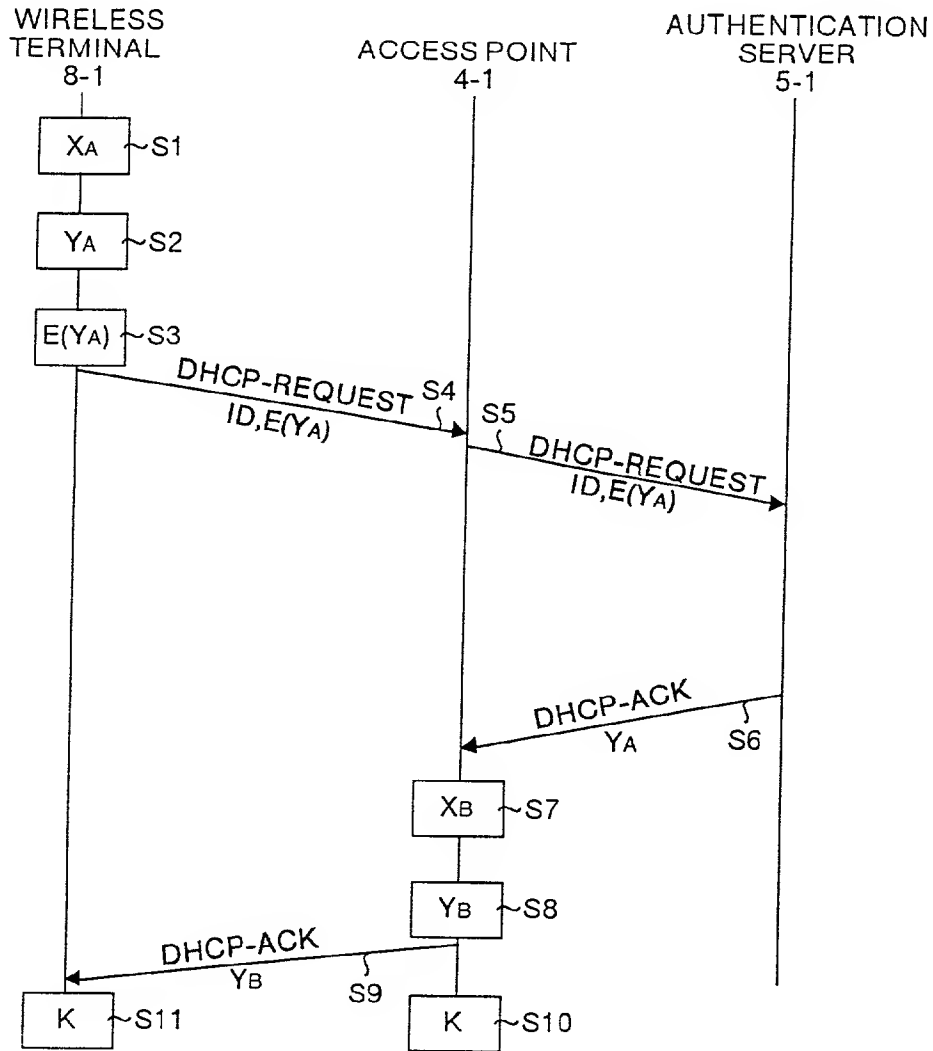 WIRELESS
TERMINAL
8-1
ACCESS POINT
4-1
AUTHENTICATION
SERVER
5-1
XA
S1
YA
S2
E(YA)
S3
DHCP-REQUEST
S4
ID,E(YA)
S5
DHCP-REQUEST
ID,E(YA)
DHCP-ACK
YA
S6
XB
S7
YB
S8
DHCP-ACK
YB
S9
K
S11
K
S10